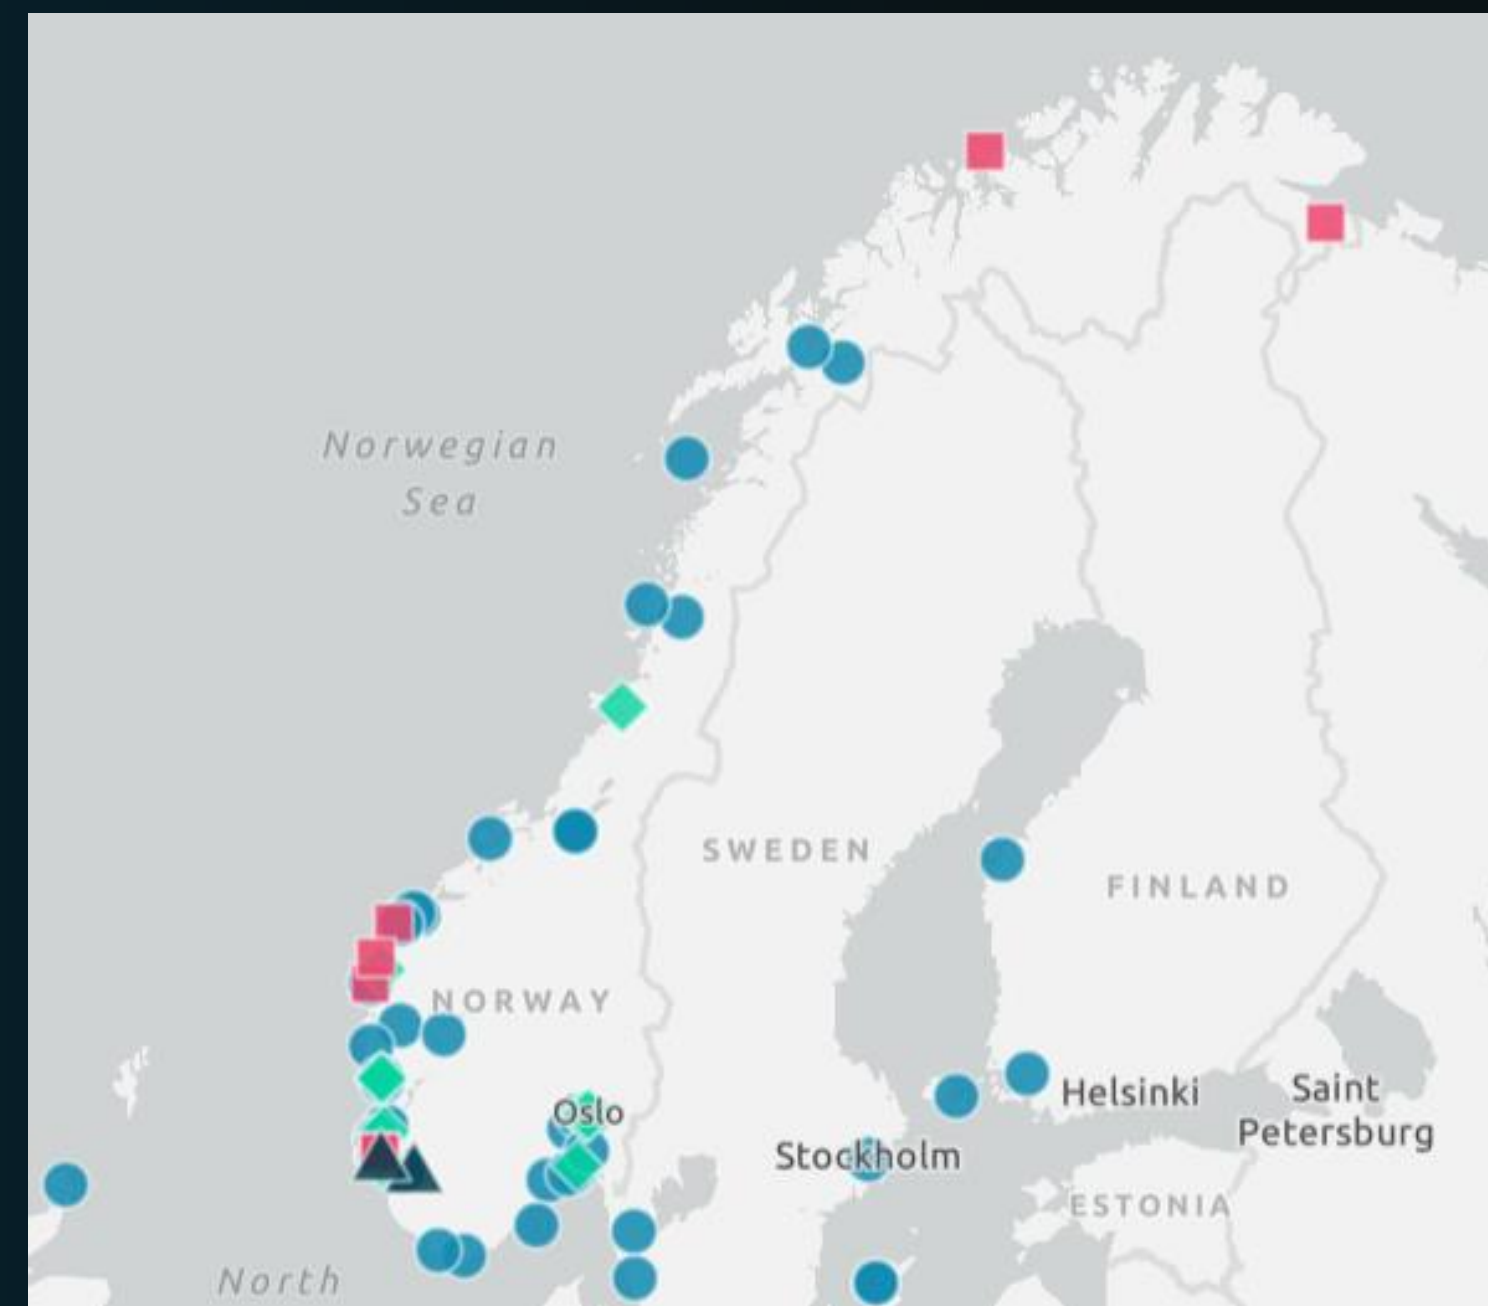 Norwegian
Sea
SWEDEN
FINLAND
NORWAY
Oslo
Helsinki
Saint
Petersburg
Stockholm
ESTONIA
North